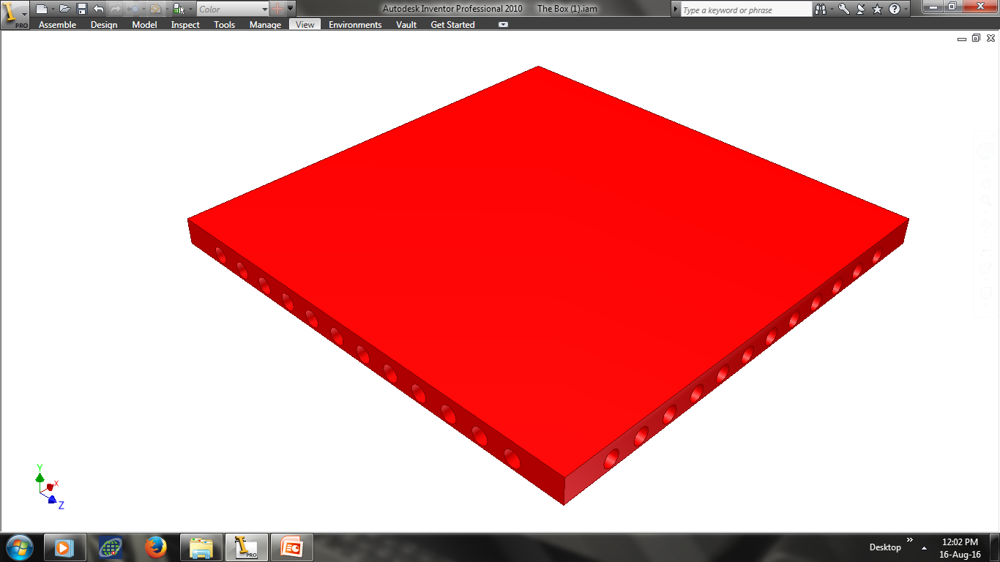 Color
Autodesk Inventor Professional 2010 The Box (1).iam
Type a keyword or phrase
PRO
Assemble Design Model Inspect Tools Manage View Environments Vault Get Started
Y
X
Z
PRO
Desktop
12:02 PM
16-Aug-16